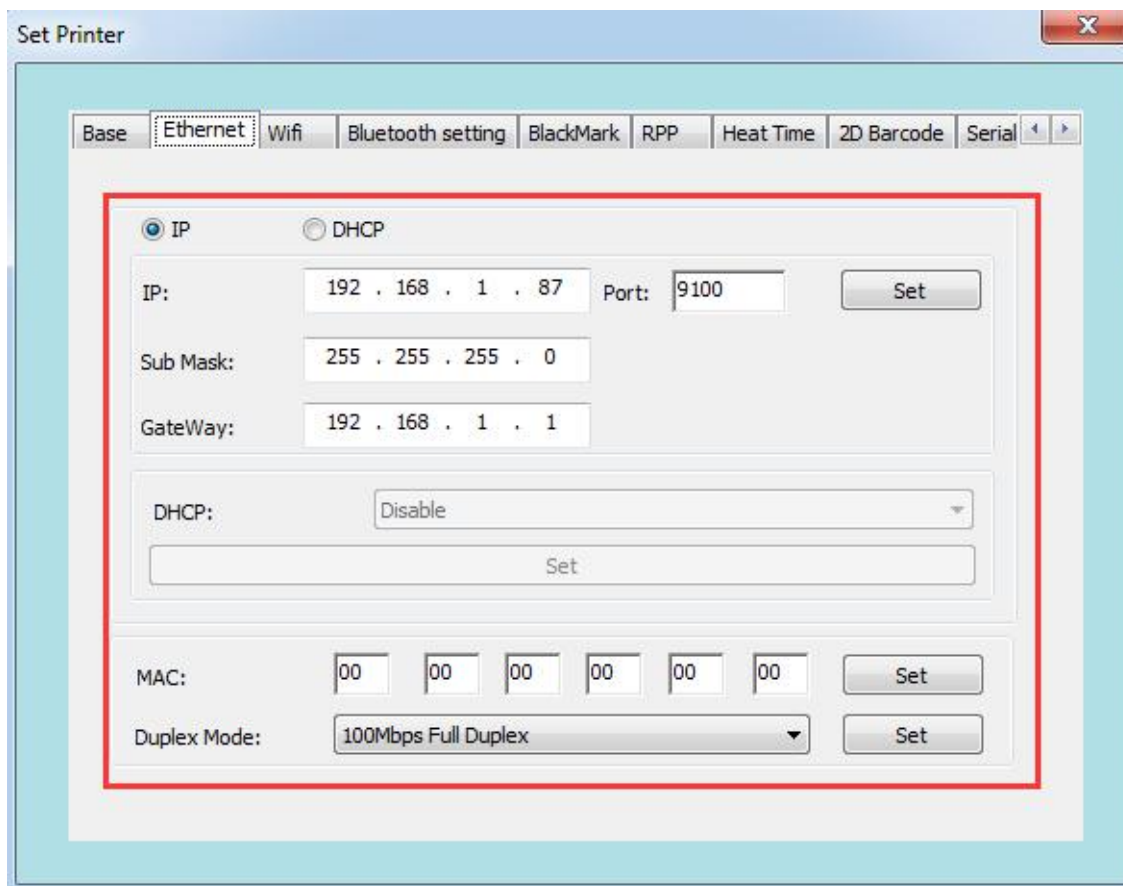 Set Printer
Base Ethernet Wifi Bluetooth setting BlackMark RPP Heat Time 2D Barcode Serial
IP DHCP
IP: 192 . 168 . 1 . 87 Port: 9100 Set
Sub Mask: 255 . 255 . 255 . 0
GateWay: 192 . 168 . 1 . 1
DHCP: Disable
Set
MAC: 00 00 00 00 00 00 Set
Duplex Mode: 100Mbps Full Duplex Set